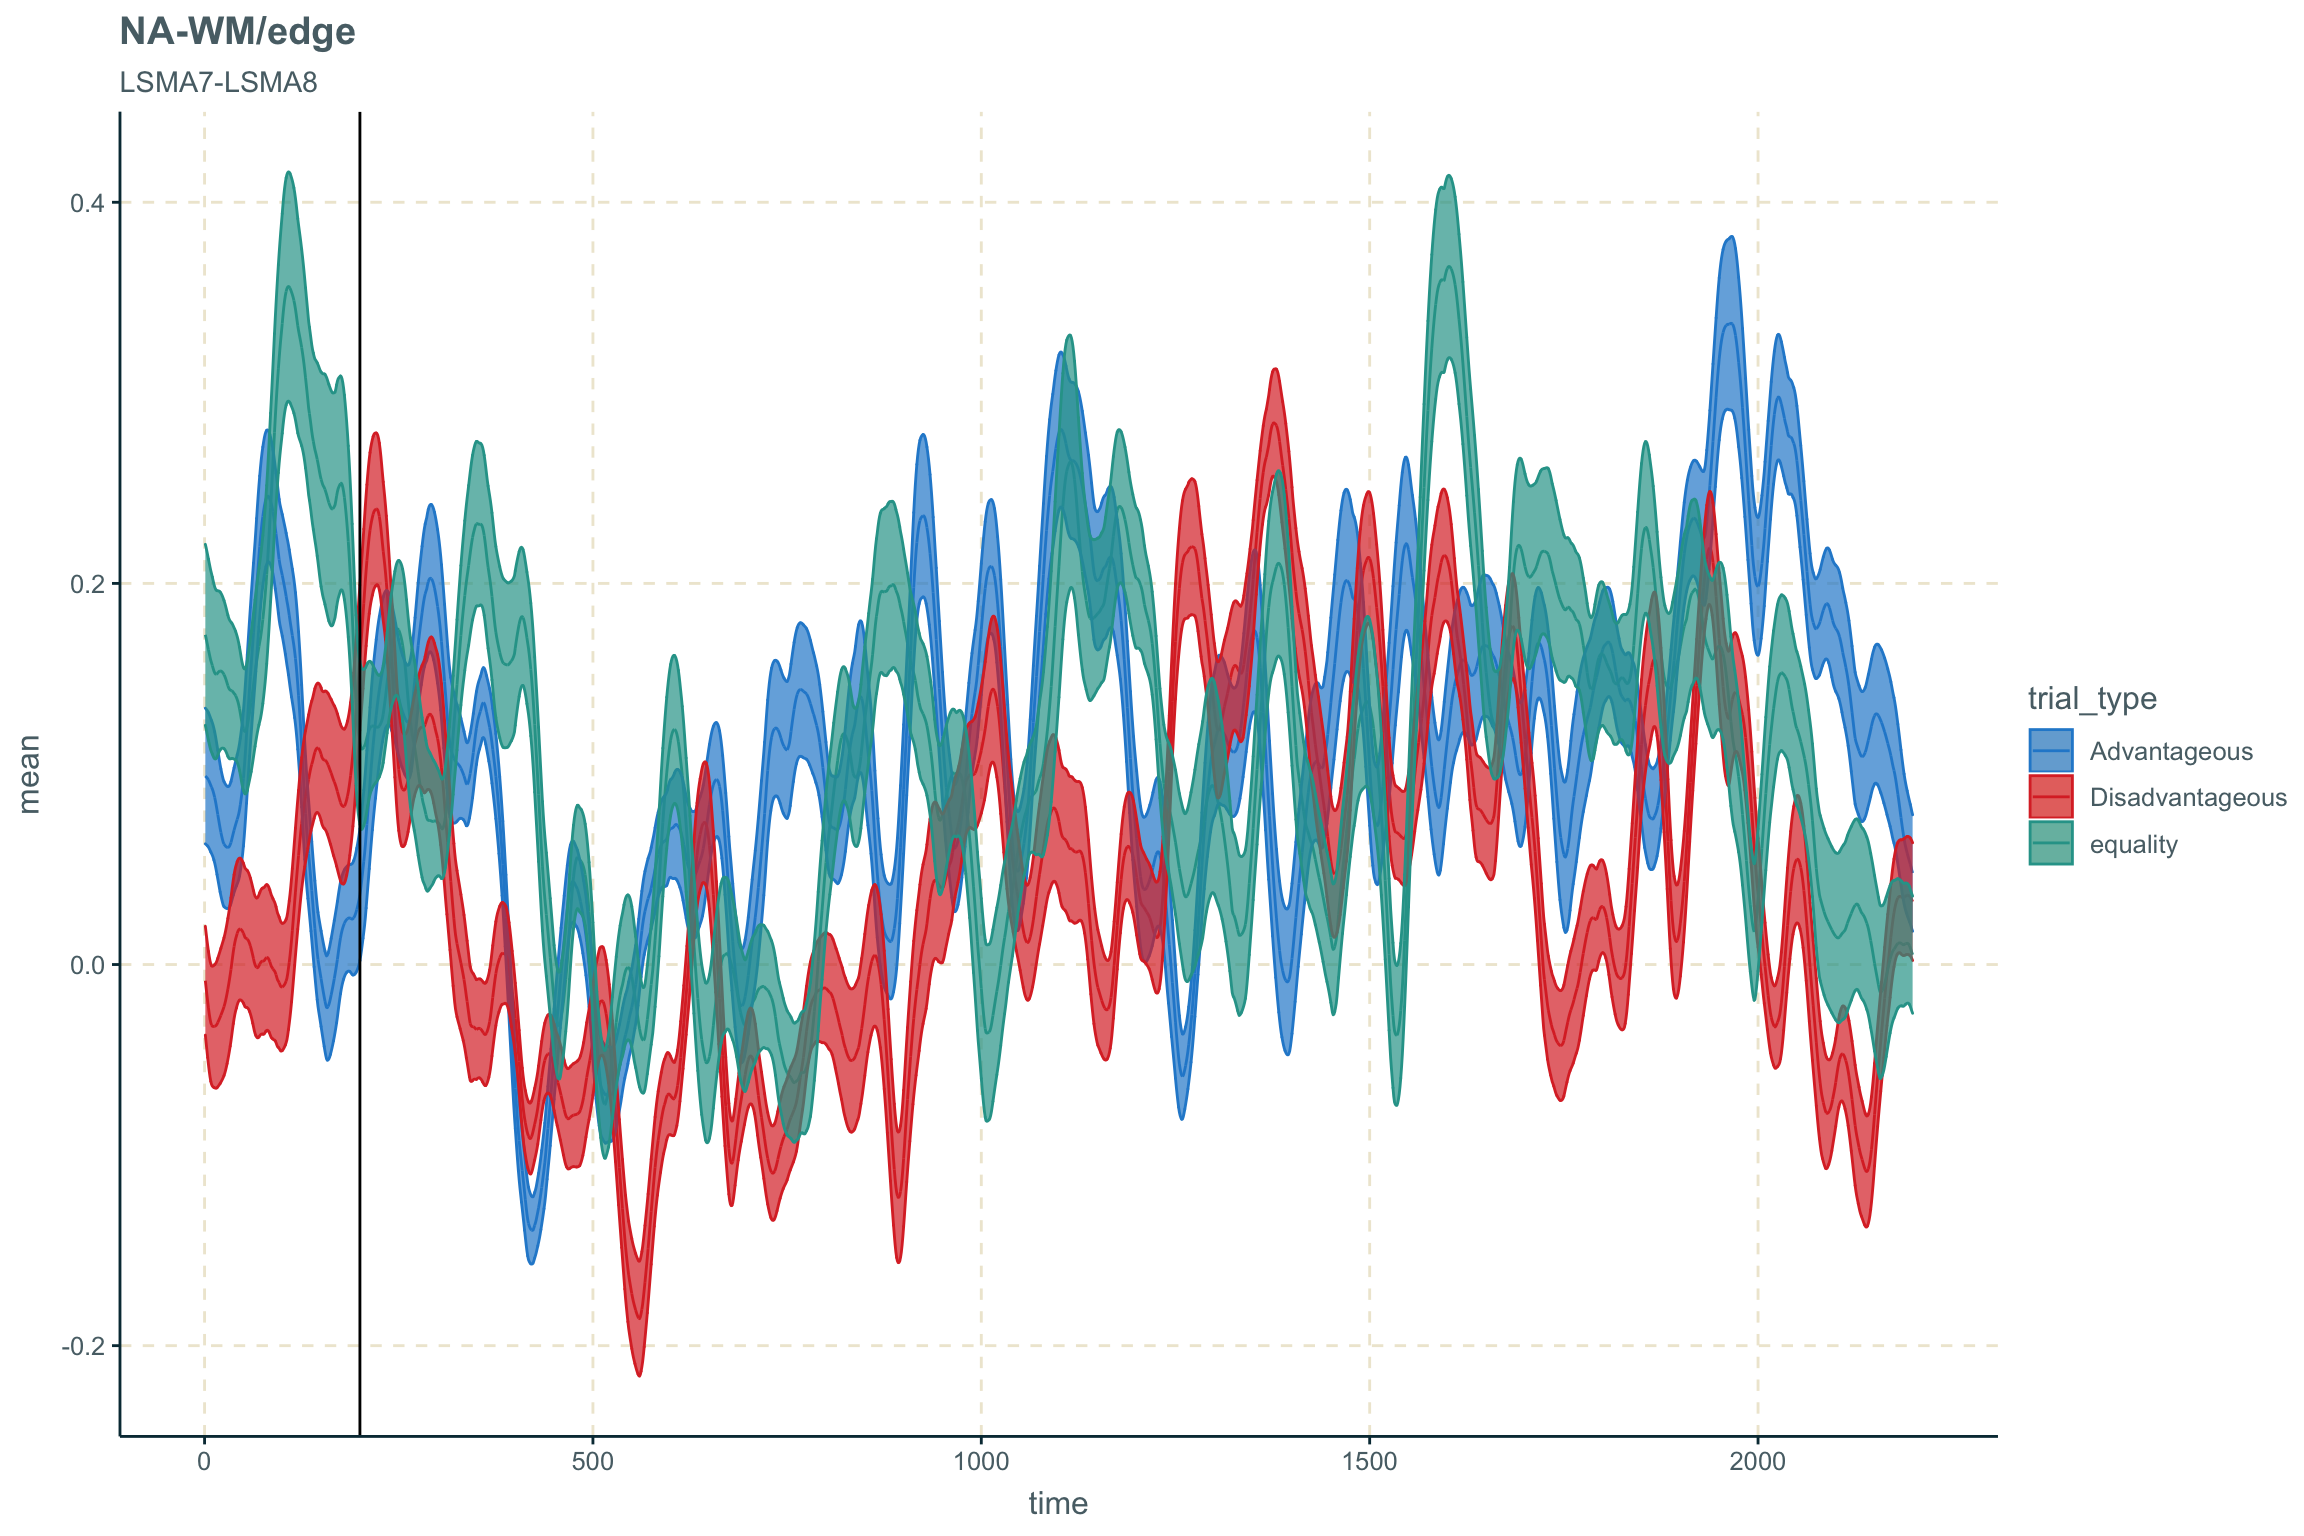 NA-WM/edge
LSMA7-LSMA8
mean
0.4
0.2
0.0
-0.2
0
500
1000
1500
2000
time
trial_type
Advantageous
Disadvantageous
equality